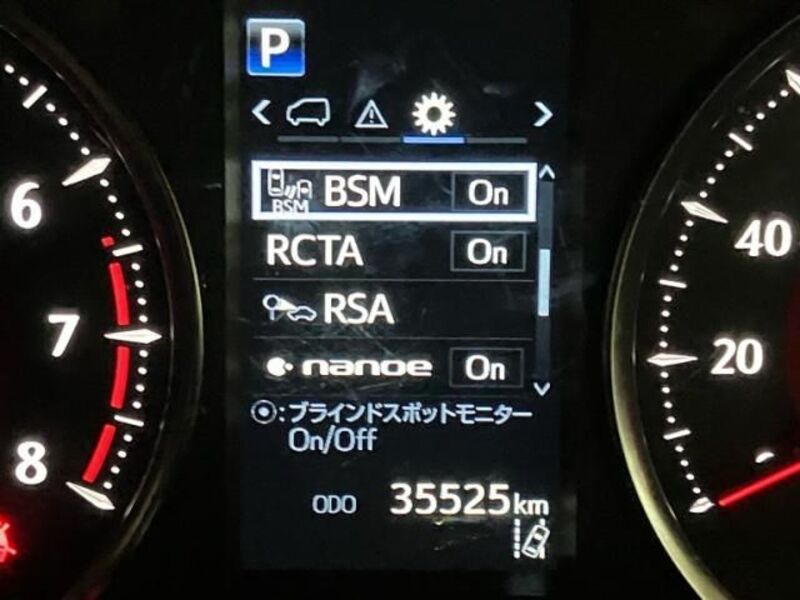 P
BSM
BSM On
RCTA On
RSA
nanoe On
: ブラインドスポットモニター
On/Off
ODO 35525km
6
7
8
40
20